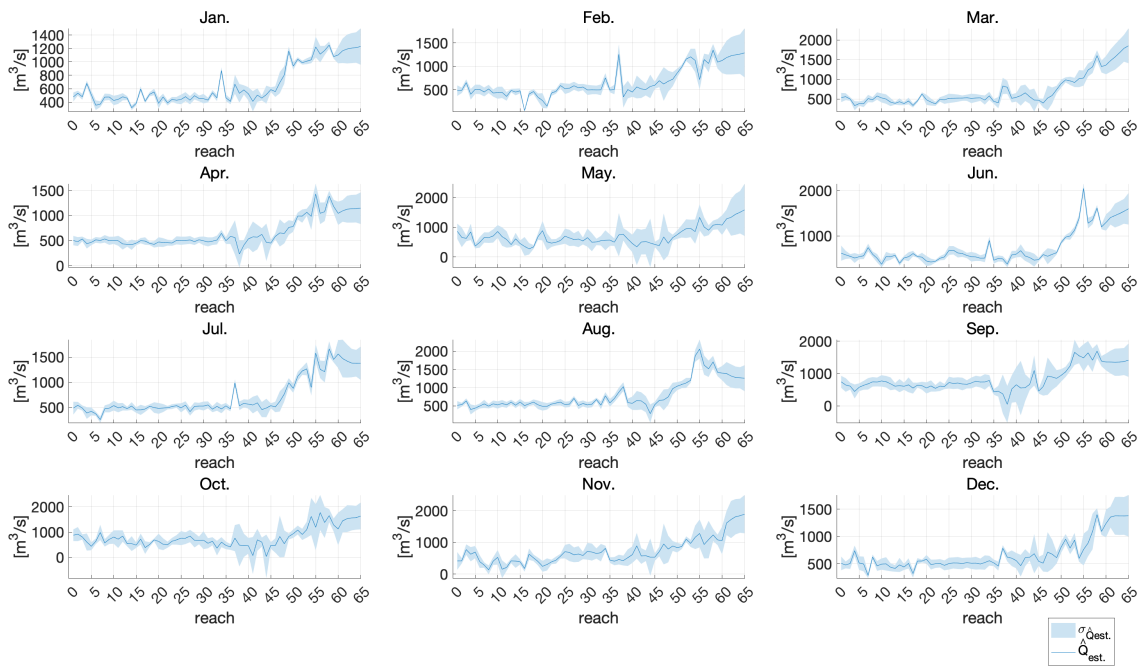 Jan.
[m³/s]
1400
1200
1000
800
600
400
0 5 10 15 20 25 30 35 40 45 50 55 60 65
reach
Feb.
[m³/s]
1500
1000
500
0 5 10 15 20 25 30 35 40 45 50 55 60 65
reach
Mar.
[m³/s]
2000
1500
1000
500
0 5 10 15 20 25 30 35 40 45 50 55 60 65
reach
Apr.
[m³/s]
1500
1000
500
0
0 5 10 15 20 25 30 35 40 45 50 55 60 65
reach
May.
[m³/s]
2000
1000
0
0 5 10 15 20 25 30 35 40 45 50 55 60 65
reach
Jun.
[m³/s]
2000
1000
0 5 10 15 20 25 30 35 40 45 50 55 60 65
reach
Jul.
[m³/s]
1500
1000
500
0 5 10 15 20 25 30 35 40 45 50 55 60 65
reach
Aug.
[m³/s]
2000
1500
1000
500
0 5 10 15 20 25 30 35 40 45 50 55 60 65
reach
Sep.
[m³/s]
2000
1000
0
0 5 10 15 20 25 30 35 40 45 50 55 60 65
reach
Oct.
[m³/s]
2000
1000
0
0 5 10 15 20 25 30 35 40 45 50 55 60 65
reach
Nov.
[m³/s]
2000
1000
0
0 5 10 15 20 25 30 35 40 45 50 55 60 65
reach
Dec.
[m³/s]
1500
1000
500
0 5 10 15 20 25 30 35 40 45 50 55 60 65
reach
σ Q̂est.
Q̂est.